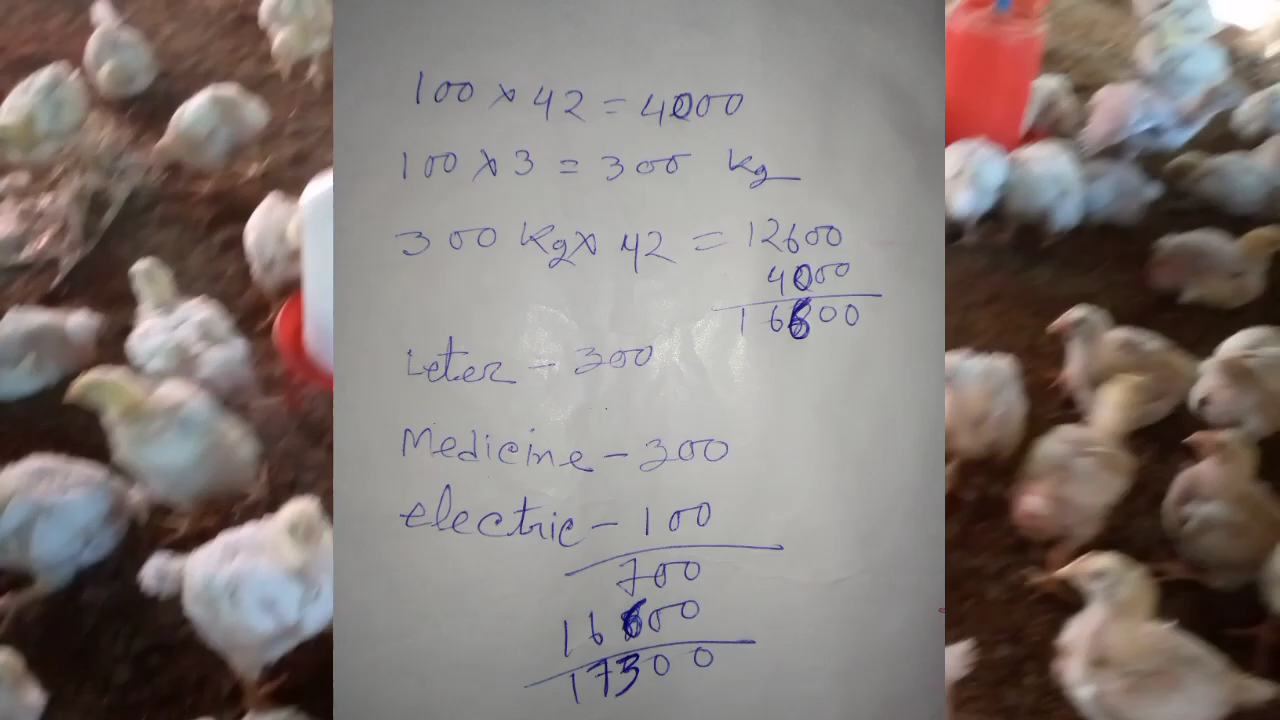 100 × 42 = 4000
100 × 3 = 300 kg
300 kg × 42 = 12600
4000
16600
Leter - 300
Medicine - 300
electric - 100
700
16600
17300